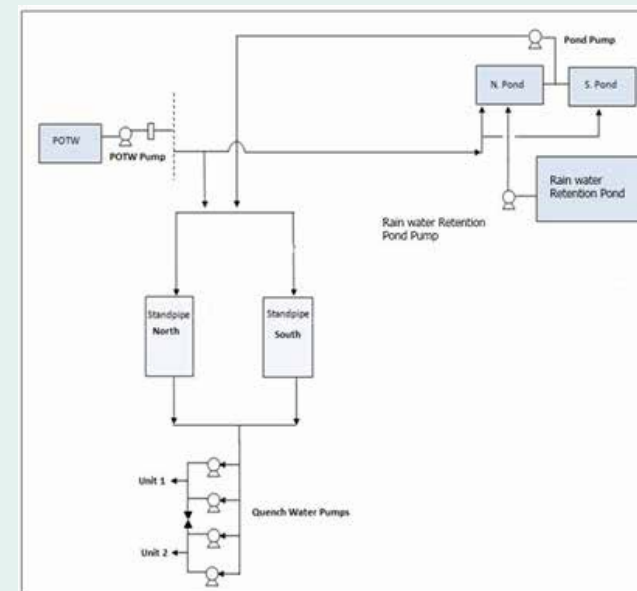 Pond Pump
N. Pond
S. Pond
POTW
POTW Pump
Rain water
Retention Pond
Rain water Retention
Pond Pump
Standpipe
North
Standpipe
South
Unit 1
Quench Water Pumps
Unit 2